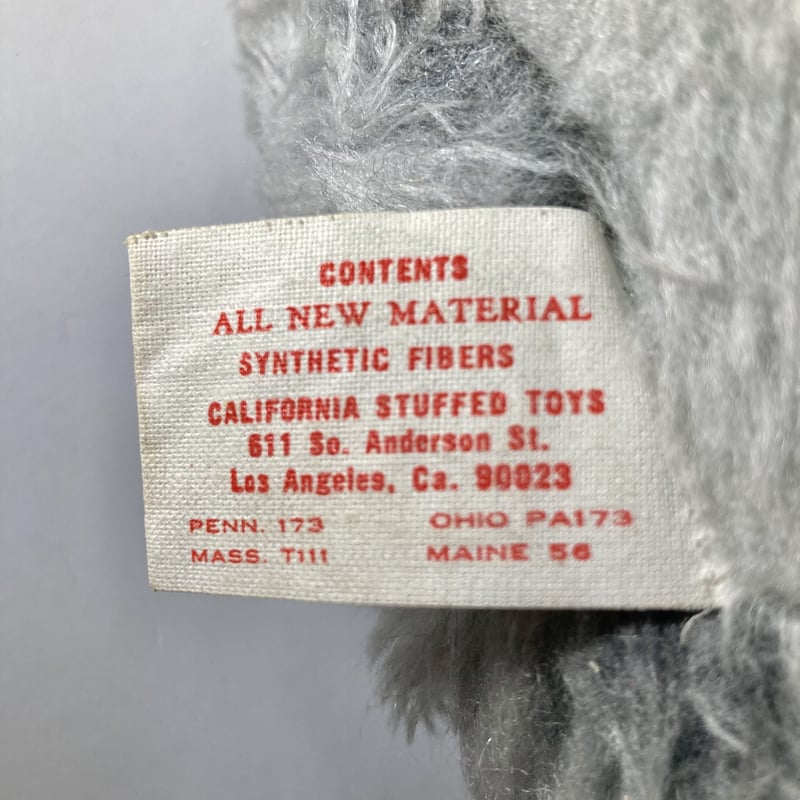 CONTENTS
ALL NEW MATERIAL
SYNTHETIC FIBERS
CALIFORNIA STUFFED TOYS
611 So. Anderson St.
Los Angeles, Ca. 90023
PENN. 173 OHIO PA173
MASS. T111 MAINE 56